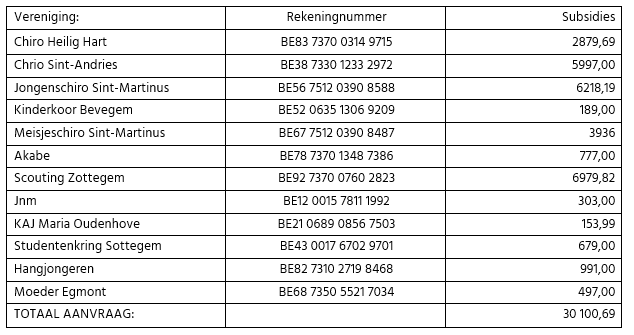 Vereniging: Rekeningnummer Subsidies
Chiro Heilig Hart BE83 7370 0314 9715 2879,69
Chrio Sint-Andries BE38 7330 1233 2972 5997,00
Jongenschiro Sint-Martinus BE56 7512 0390 8588 6218,19
Kinderkoor Bevegem BE52 0635 1306 9209 189,00
Meisjeschiro Sint-Martinus BE67 7512 0390 8487 3936
Akabe BE78 7370 1348 7386 777,00
Scouting Zottegem BE92 7370 0760 2823 6979,82
Jnm BE12 0015 7811 1992 303,00
KAJ Maria Oudenhove BE21 0689 0856 7503 153,99
Studentenkring Sottegem BE43 0017 6702 9701 679,00
Hangjongeren BE82 7310 2719 8468 991,00
Moeder Egmont BE68 7350 5521 7034 497,00
TOTAAL AANVRAAG: 30 100,69